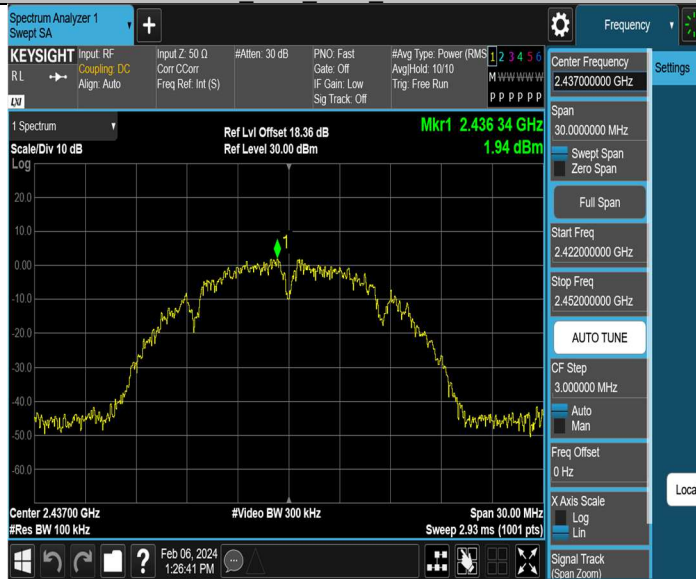 Spectrum Analyzer 1
Swept SA
+
Frequency
KEYSIGHT
RL
LXI
Input: RF
Coupling: DC
Align: Auto
Input Z: 50 Ω
Corr CCorr
Freq Ref: Int (S)
#Atten: 30 dB
PNO: Fast
Gate: Off
IF Gain: Low
Sig Track: Off
#Avg Type: Power (RMS
Avg|Hold: 10/10
Trig: Free Run
1 2 3 4 5 6
M W W W W W
P P P P P P
1 Spectrum
Scale/Div 10 dB
Log
Ref Lvl Offset 18.36 dB
Ref Level 30.00 dBm
Mkr1 2.436 34 GHz
1.94 dBm
20.0
10.0
0.00
-10.0
-20.0
-30.0
-40.0
-50.0
-60.0
1
Center 2.43700 GHz
#Res BW 100 kHz
#Video BW 300 kHz
Span 30.00 MHz
Sweep 2.93 ms (1001 pts)
?
Feb 06, 2024
1:26:41 PM
Center Frequency
2.437000000 GHz
Span
30.0000000 MHz
Swept Span
Zero Span
Full Span
Start Freq
2.422000000 GHz
Stop Freq
2.452000000 GHz
AUTO TUNE
CF Step
3.000000 MHz
Auto
Man
Freq Offset
0 Hz
X Axis Scale
Log
Lin
Signal Track
(Span Zoom)
Settings
Loca